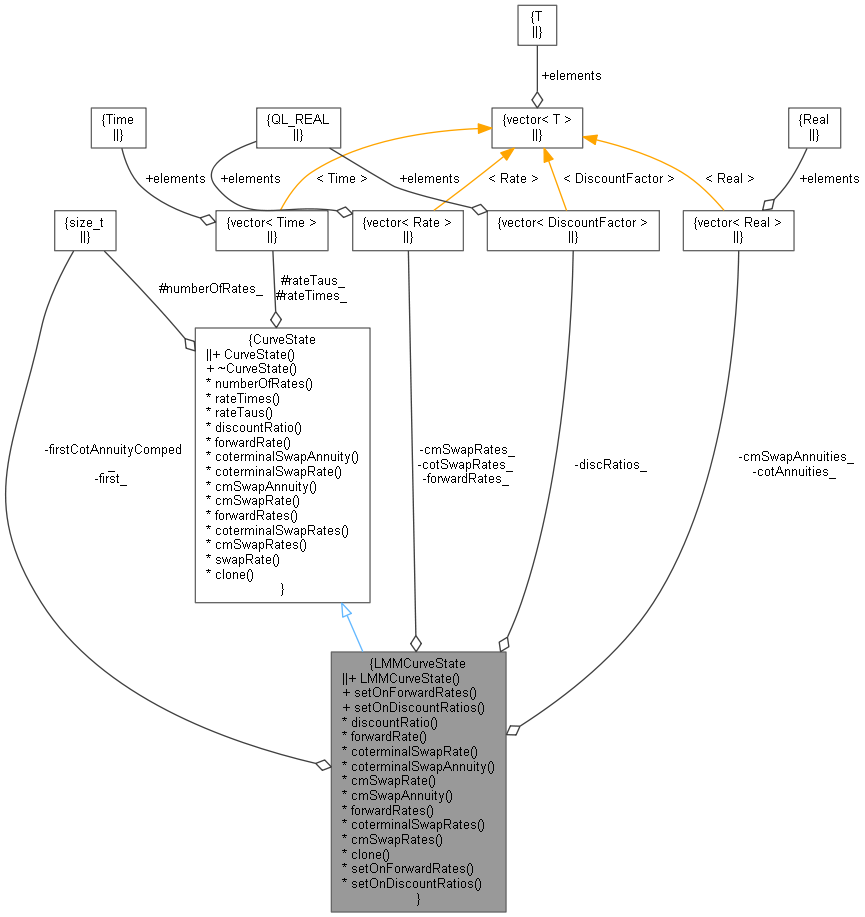 {T
||}
+elements
{Time
||}
{QL_REAL
||}
{vector< T >
||}
{Real
||}
+elements
+elements
< Time >
+elements
< Rate >
< DiscountFactor >
< Real >
+elements
{size_t
||}
{vector< Time >
||}
{vector< Rate >
||}
{vector< DiscountFactor >
||}
{vector< Real >
||}
#numberOfRates_
#rateTaus_
#rateTimes_
{CurveState
||+ CurveState()
+ ~CurveState()
* numberOfRates()
* rateTimes()
* rateTaus()
* discountRatio()
* forwardRate()
* coterminalSwapAnnuity()
* coterminalSwapRate()
* cmSwapAnnuity()
* cmSwapRate()
* forwardRates()
* coterminalSwapRates()
* cmSwapRates()
* swapRate()
* clone()
}
-firstCotAnnuityComped
_
-first_
-cmSwapRates_
-cotSwapRates_
-forwardRates_
-discRatios_
-cmSwapAnnuities_
-cotAnnuities_
{LMMCurveState
||+ LMMCurveState()
+ setOnForwardRates()
+ setOnDiscountRatios()
* discountRatio()
* forwardRate()
* coterminalSwapRate()
* coterminalSwapAnnuity()
* cmSwapRate()
* cmSwapAnnuity()
* forwardRates()
* coterminalSwapRates()
* cmSwapRates()
* clone()
* setOnForwardRates()
* setOnDiscountRatios()
}